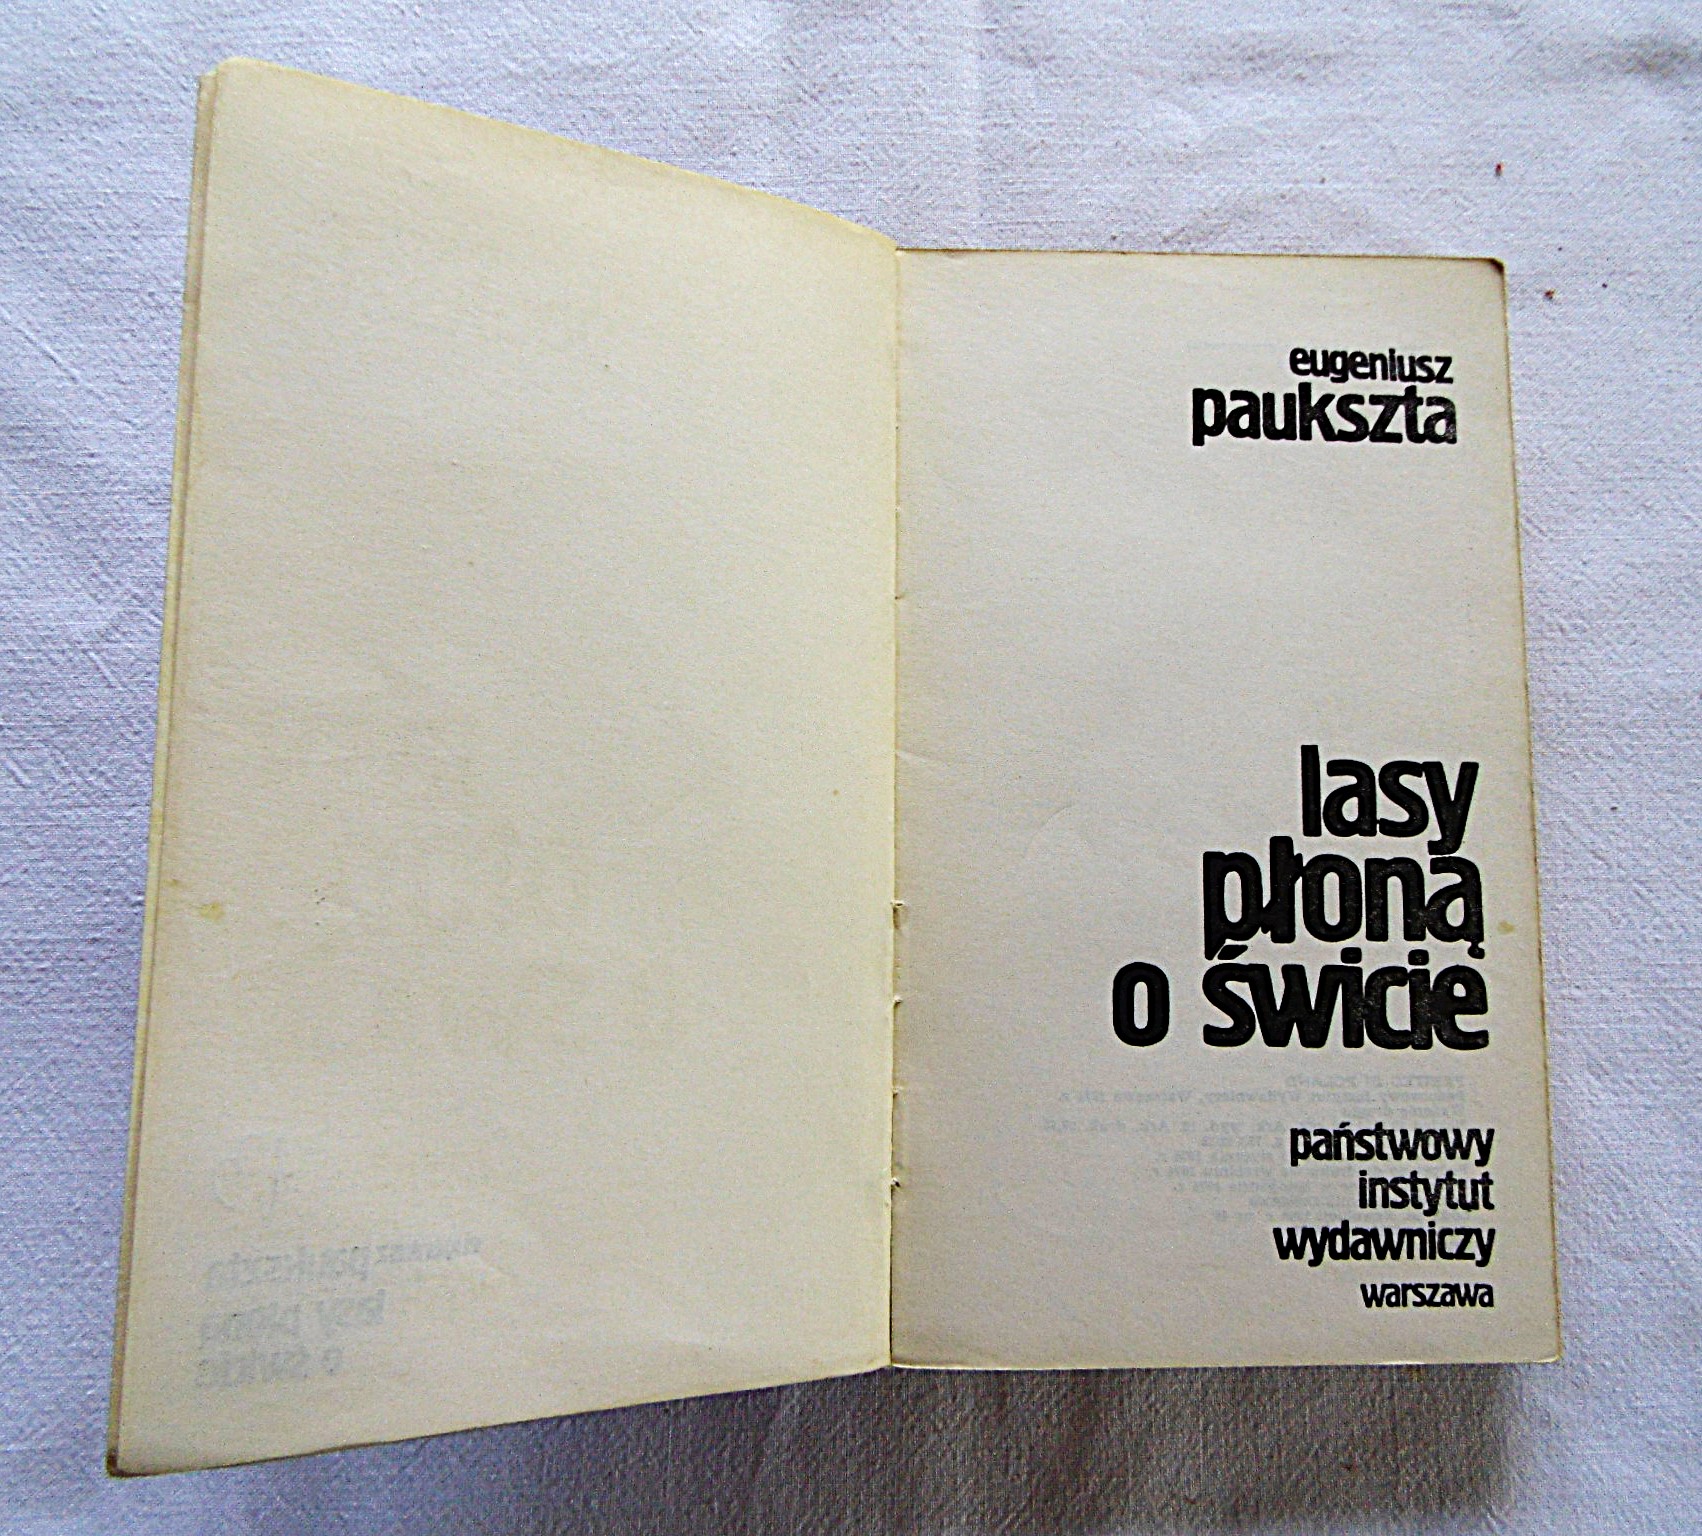 eugeniusz
paukszta
lasy
płoną
o świcie
państwowy
instytut
wydawniczy
warszawa